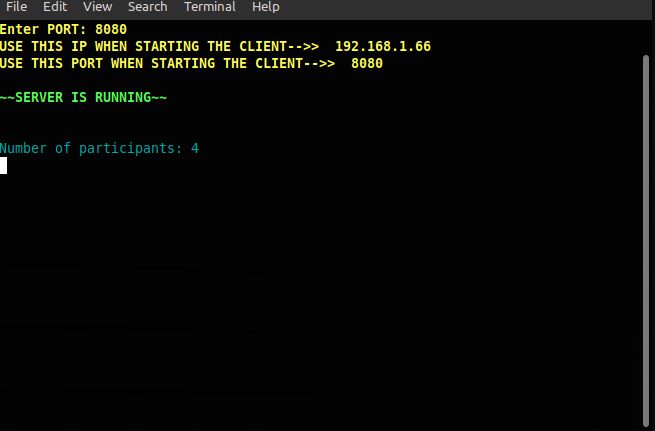 File Edit View Search Terminal Help
Enter PORT: 8080
USE THIS IP WHEN STARTING THE CLIENT-->> 192.168.1.66
USE THIS PORT WHEN STARTING THE CLIENT-->> 8080
~~SERVER IS RUNNING~~
Number of participants: 4